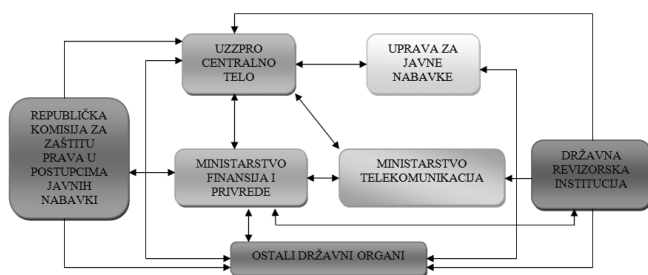 UZZPRO
CENTRALNO
TELO
UPRAVA ZA
JAVNE
NABAVKE
REPUBLIČKA
KOMISIJA ZA
ZAŠTITU
PRAVA U
POSTUPCIMA
JAVNIH
NABAVKI
MINISTARSTVO
FINANSIJA I
PRIVREDE
MINISTARSTVO
TELEKOMUNIKACIJA
DRŽAVNA
REVIZORSKA
INSTITUCIJA
OSTALI DRŽAVNI ORGANI